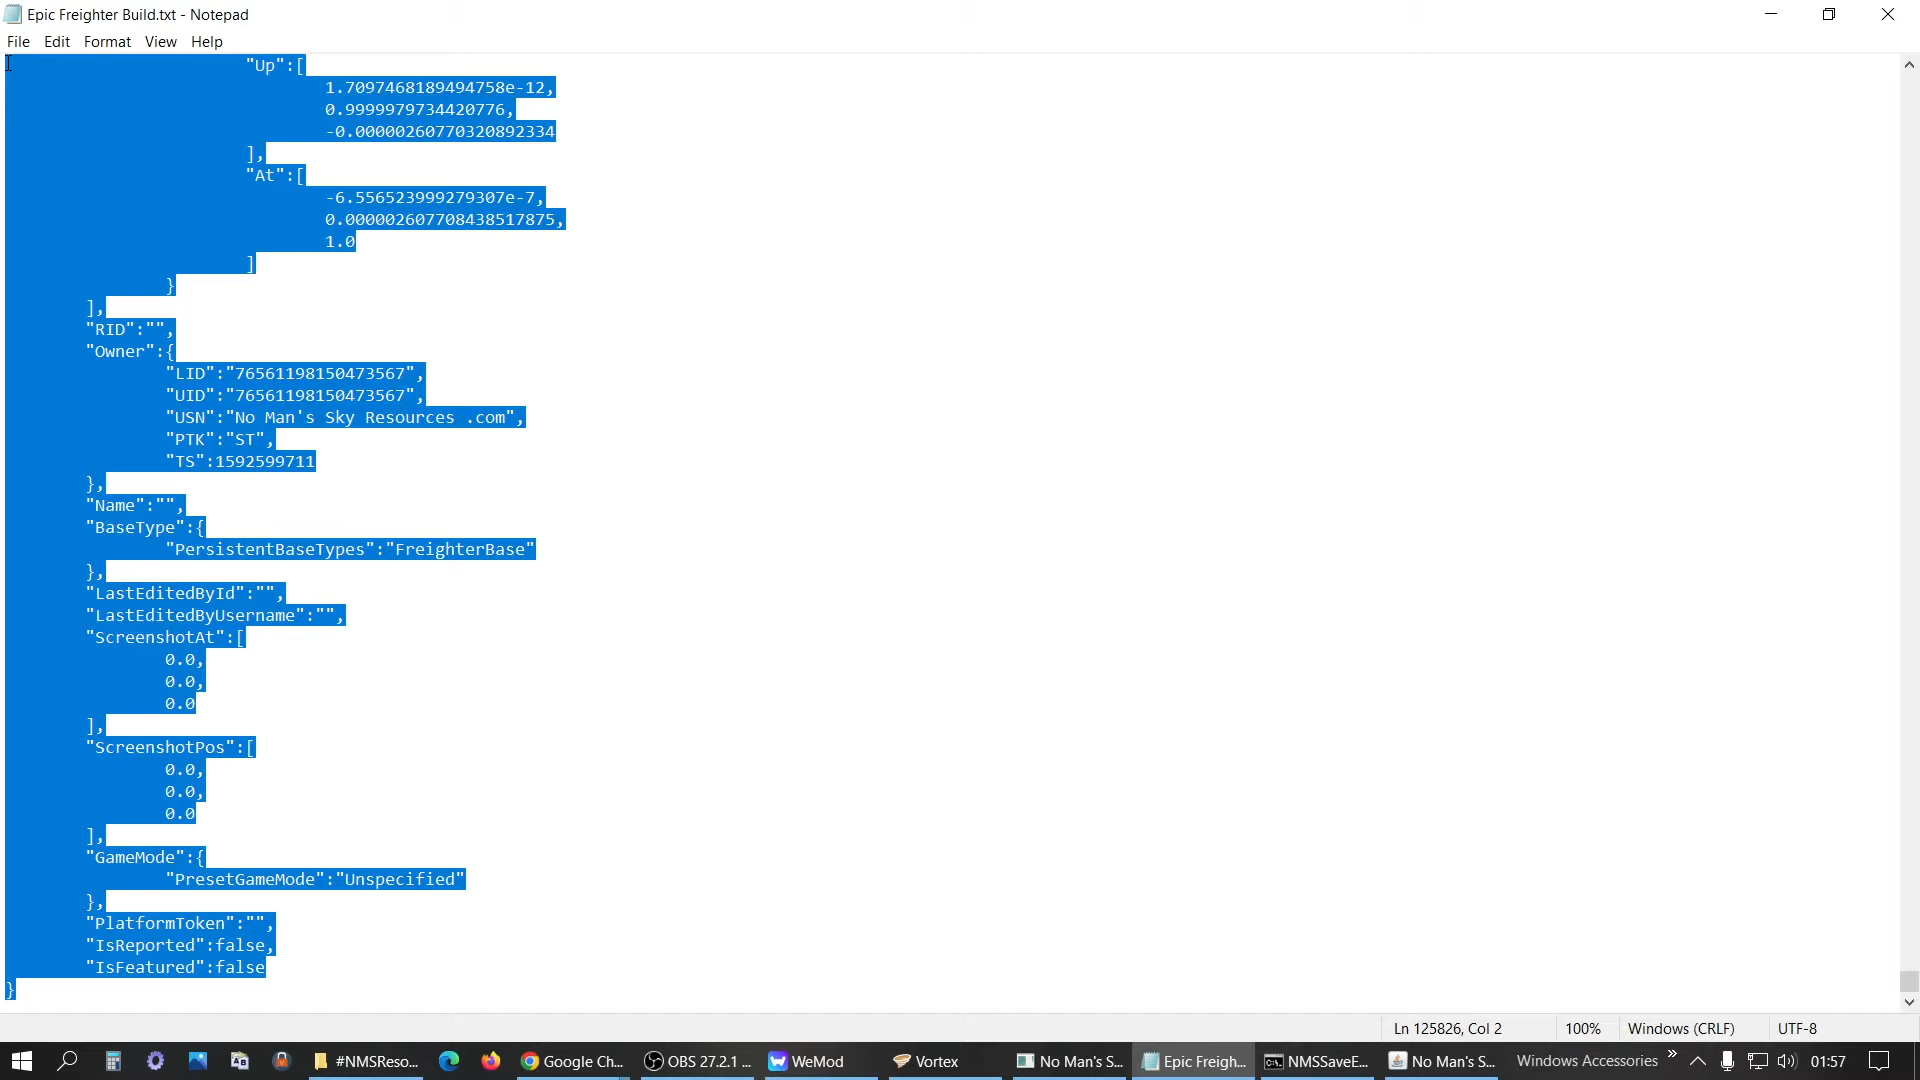 Epic Freighter Build.txt - Notepad
File Edit Format View Help
"Up":[
1.7097468189494758e-12,
0.9999979734420776,
-0.000002607703208923​34
],
"At":[
-6.556523999279307e-7,
0.000002607708438517875,
1.0
]
}
],
"RID":"",
"Owner":{
"LID":"76561198150473567",
"UID":"76561198150473567",
"USN":"No Man's Sky Resources .com",
"PTK":"ST",
"TS":1592599711
},
"Name":"",
"BaseType":{
"PersistentBaseTypes":"FreighterBase"
},
"LastEditedById":"",
"LastEditedByUsername":"",
"ScreenshotAt":[
0.0,
0.0,
0.0
],
"ScreenshotPos":[
0.0,
0.0,
0.0
],
"GameMode":{
"PresetGameMode":"Unspecified"
},
"PlatformToken":"",
"IsReported":false,
"IsFeatured":false
}
Ln 125826, Col 2 100% Windows (CRLF) UTF-8
#NMSReso... Google Ch... OBS 27.2.1 ... WeMod Vortex No Man's S... Epic Freigh... NMSSaveE... No Man's S... Windows Accessories » 01:57